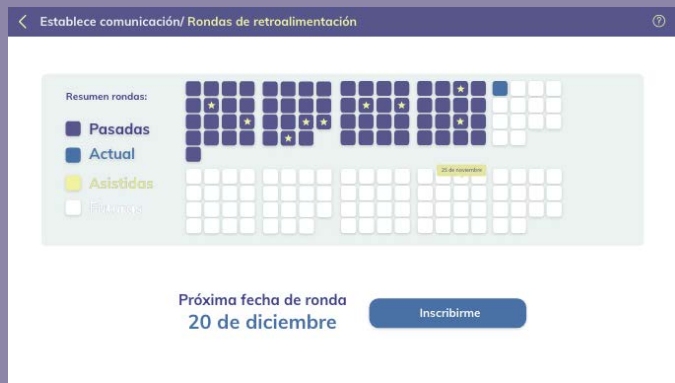 Establece comunicación/ Rondas de retroalimentación
Resumen rondas:
Pasadas
Actual
Asistidas
Futuras
25 de noviembre
Próxima fecha de ronda
20 de diciembre
Inscribirme